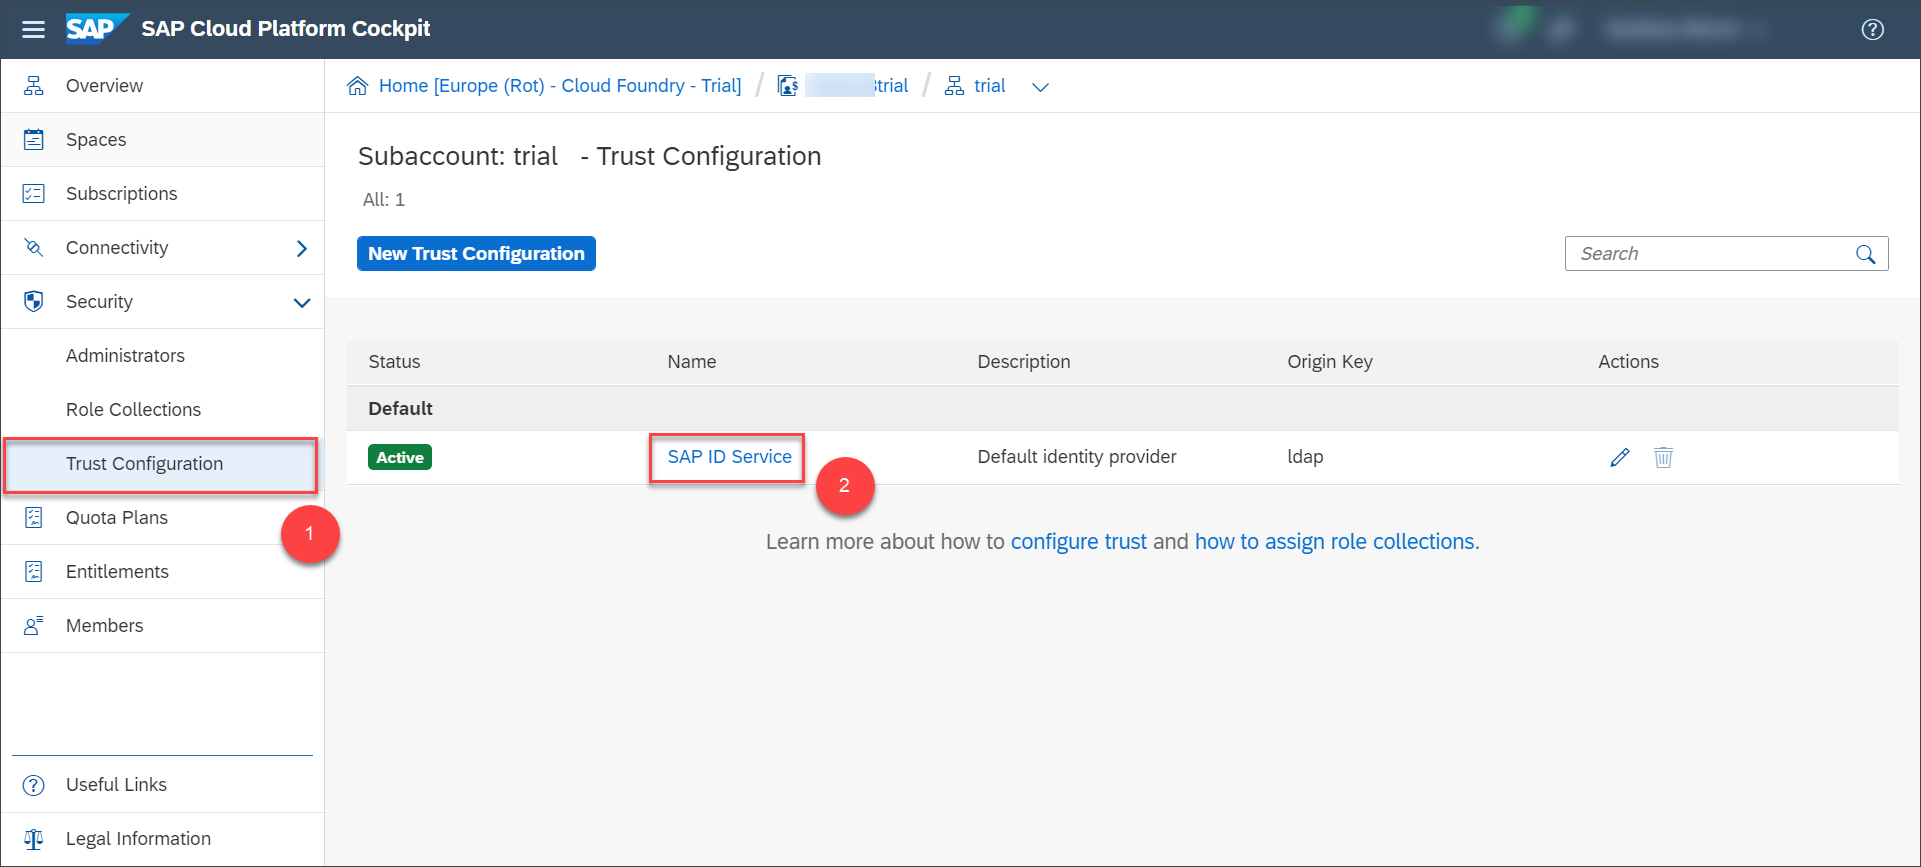 SAP SAP Cloud Platform Cockpit
Overview
Spaces
Subscriptions
Connectivity
Security
Administrators
Role Collections
Trust Configuration
1
Quota Plans
Entitlements
Members
Useful Links
Legal Information
Home [Europe (Rot) - Cloud Foundry - Trial] / trial / trial
Subaccount: trial - Trust Configuration
All: 1
New Trust Configuration
Search
Status Name Description Origin Key Actions
Default
Active SAP ID Service Default identity provider ldap
2
Learn more about how to configure trust and how to assign role collections.